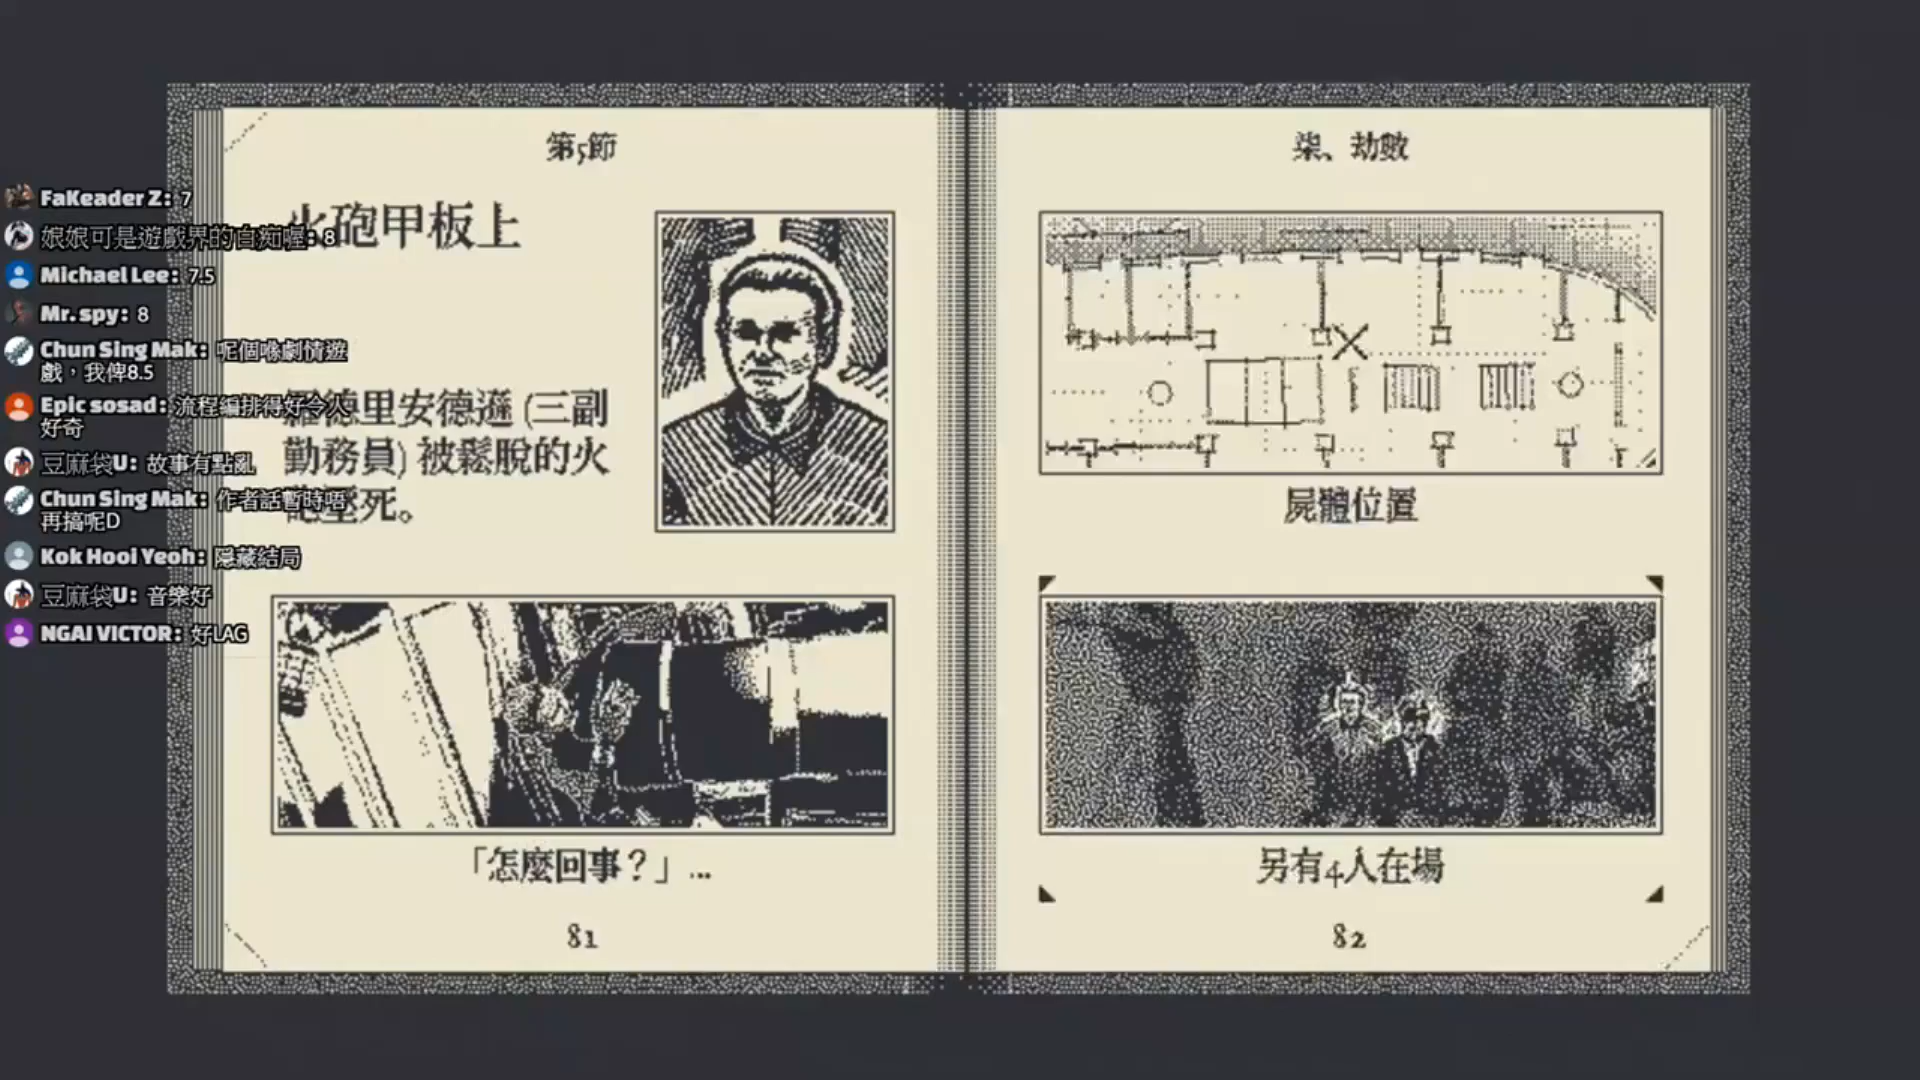 第5節
火砲甲板上
羅德里安德遜 (三副
勤務員) 被鬆脫的火
砲壓死。
「怎麼回事？」...
81
柒、劫數
屍體位置
另有4人在場
82
FaKeader Z: 7
娘娘可是遊戲界的白痴喔: 8
Michael Lee: 7.5
Mr. spy: 8
Chun Sing Mak: 呢個喺劇情遊
戲，我俾8.5
Epic sosad: 流程編排得好令人
好奇
豆麻袋U: 故事有點亂
Chun Sing Mak: 作者話暫時唔
再搞呢D
Kok Hooi Yeoh: 隠藏結局
豆麻袋U: 音樂好
NGAI VICTOR: 好LAG